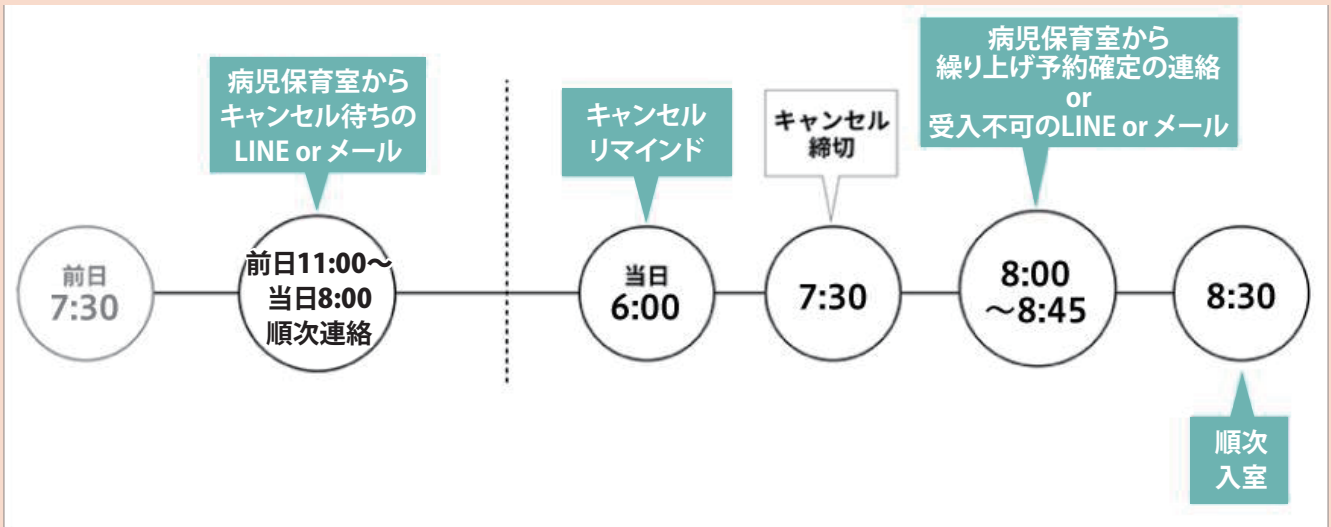 病児保育室から
キャンセル待ちの
LINE or メール
キャンセル
リマインド
キャンセル
締切
病児保育室から
繰り上げ予約確定の連絡
or
受入不可のLINE or メール
前日
7:30
前日11:00～
当日8:00
順次連絡
当日
6:00
7:30
8:00
～8:45
8:30
順次
入室